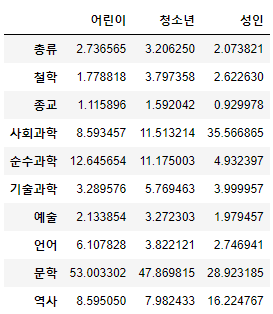 어린이 청소년 성인
총류 2.736565 3.206250 2.073821
철학 1.778818 3.797358 2.622630
종교 1.115896 1.592042 0.929978
사회과학 8.593457 11.513214 35.566865
순수과학 12.645654 11.175003 4.932397
기술과학 3.289576 5.769463 3.999957
예술 2.133854 3.272303 1.979457
언어 6.107828 3.822121 2.746941
문학 53.003302 47.869815 28.923185
역사 8.595050 7.982433 16.224767